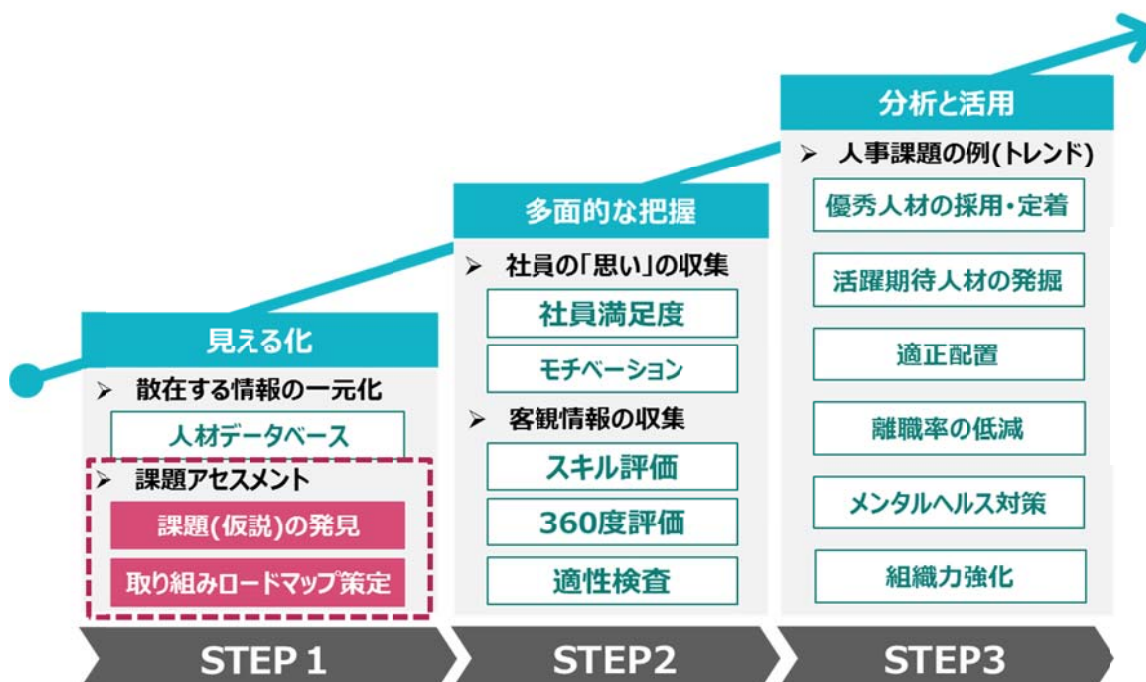 見える化
➢ 散在する情報の一元化
人材データベース
➢ 課題アセスメント
課題(仮説)の発見
取り組みロードマップ策定
STEP 1
多面的な把握
➢ 社員の「思い」の収集
社員満足度
モチベーション
➢ 客観情報の収集
スキル評価
360度評価
適性検査
STEP2
分析と活用
➢ 人事課題の例(トレンド)
優秀人材の採用・定着
活躍期待人材の発掘
適正配置
離職率の低減
メンタルヘルス対策
組織力強化
STEP3